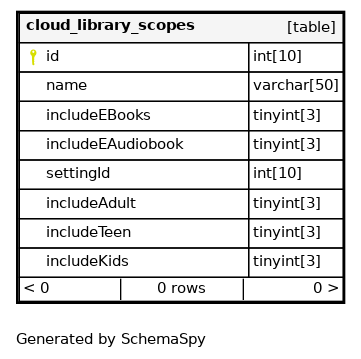 cloud_library_scopes [table]
id int[10]
name varchar[50]
includeEBooks tinyint[3]
includeEAudiobook tinyint[3]
settingId int[10]
includeAdult tinyint[3]
includeTeen tinyint[3]
includeKids tinyint[3]
< 0 0 rows 0 >
Generated by SchemaSpy